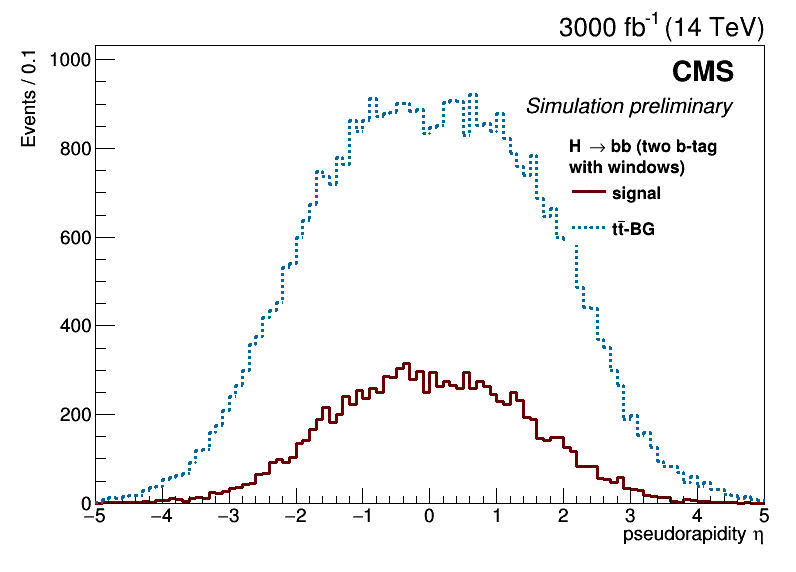 3000 fb⁻¹ (14 TeV)
Events / 0.1
1000
800
600
400
200
0
CMS
Simulation preliminary
H → bb (two b-tag
with windows)
signal
tt̄-BG
−5 −4 −3 −2 −1 0 1 2 3 4 5
pseudorapidity η